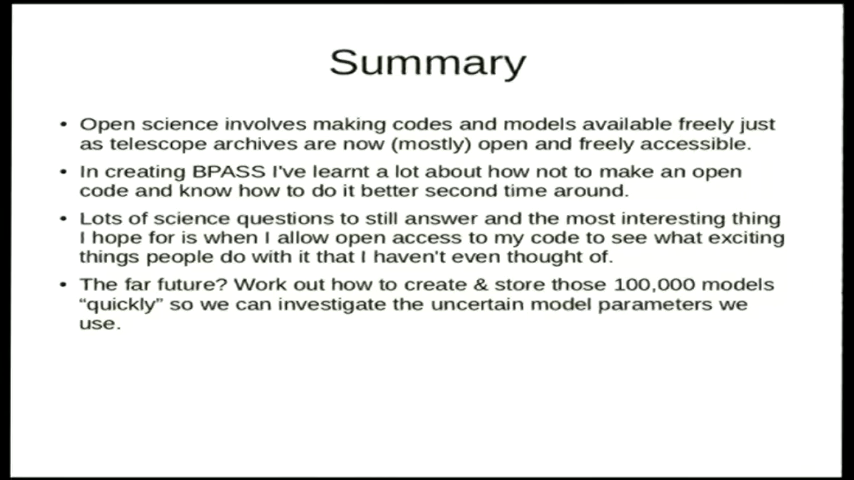 Summary
• Open science involves making codes and models available freely just
as telescope archives are now (mostly) open and freely accessible.
• In creating BPASS I've learnt a lot about how not to make an open
code and know how to do it better second time around.
• Lots of science questions to still answer and the most interesting thing
I hope for is when I allow open access to my code to see what exciting
things people do with it that I haven't even thought of.
• The far future? Work out how to create & store those 100,000 models
“quickly” so we can investigate the uncertain model parameters we
use.